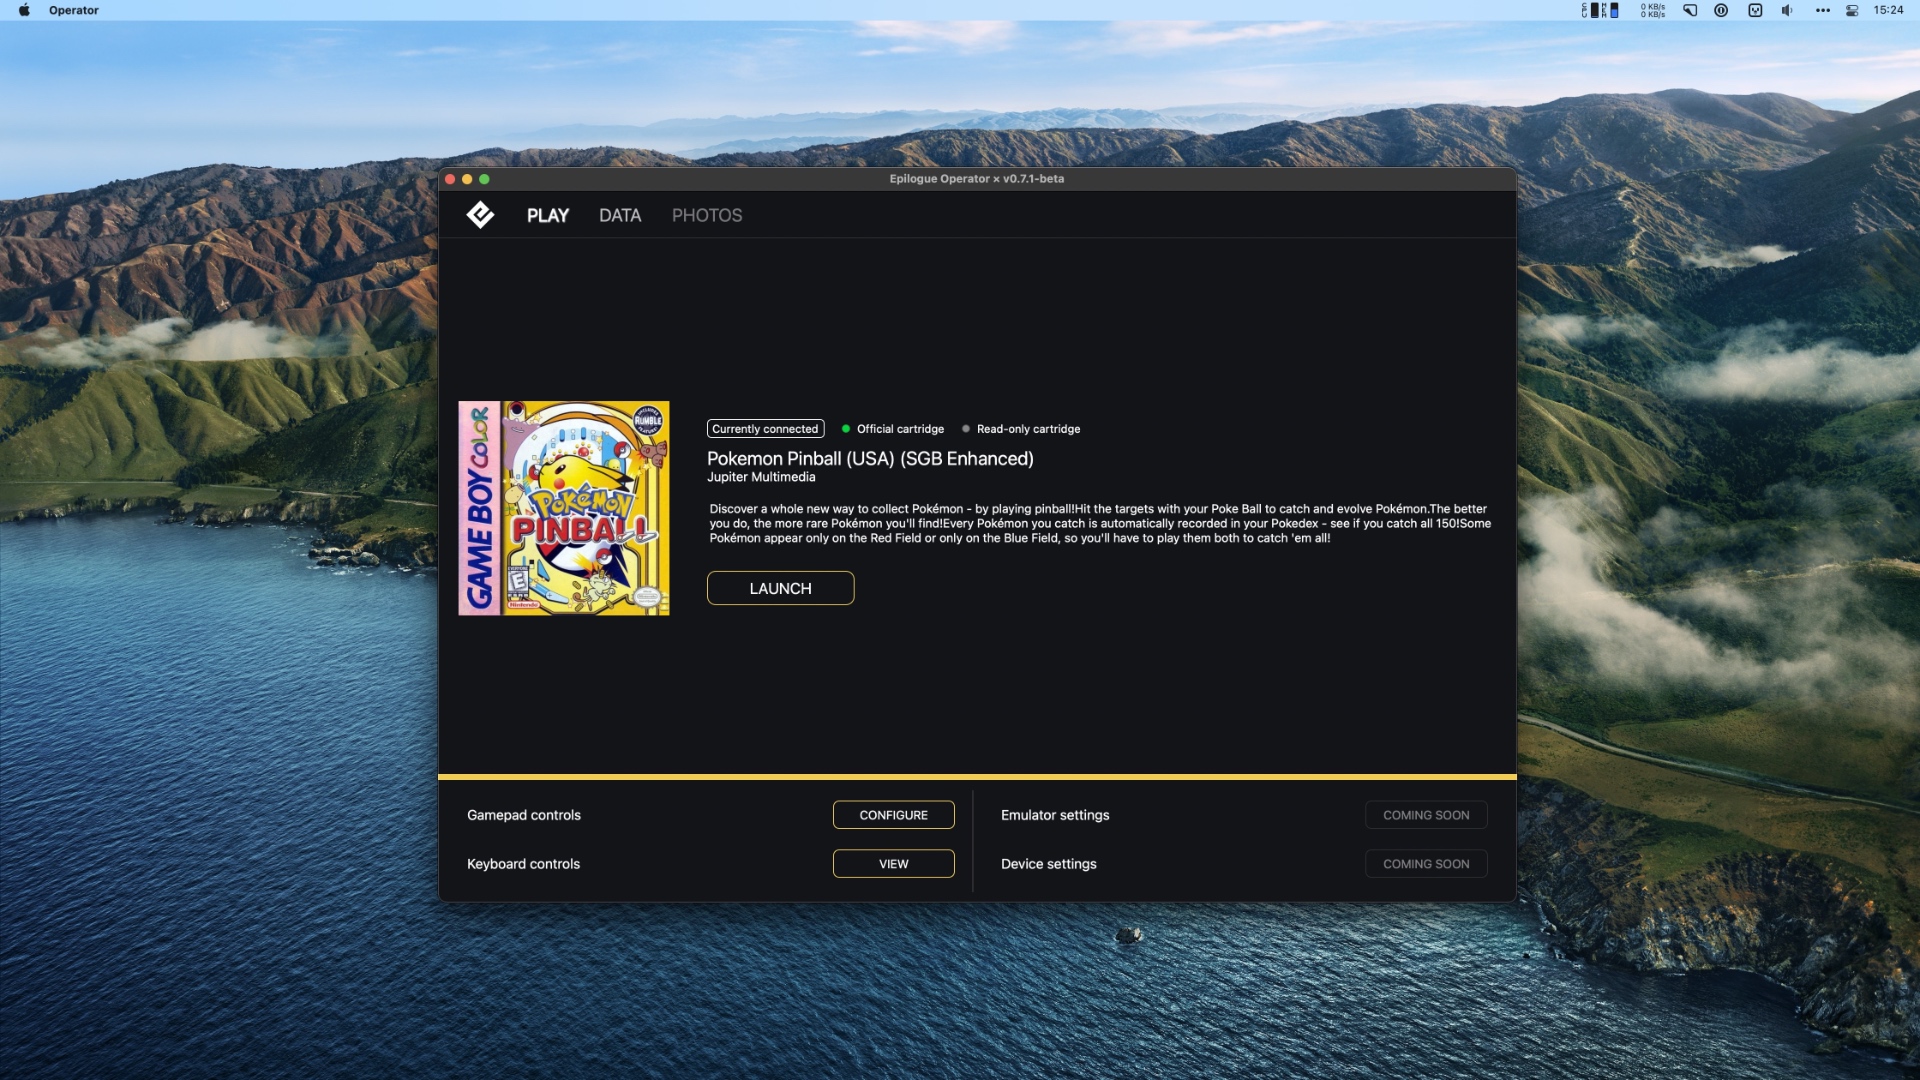 Operator
0 KB/s
0 KB/s
15:24
Epilogue Operator × v0.7.1-beta
PLAY
DATA
PHOTOS
GAME BOY COLOR
RUMBLE
POKÉMON
PINBALL
E
Nintendo
Currently connected
Official cartridge
Read-only cartridge
Pokemon Pinball (USA) (SGB Enhanced)
Jupiter Multimedia
Discover a whole new way to collect Pokémon - by playing pinball!Hit the targets with your Poke Ball to catch and evolve Pokémon.The better
you do, the more rare Pokémon you'll find!Every Pokémon you catch is automatically recorded in your Pokedex - see if you catch all 150!Some
Pokémon appear only on the Red Field or only on the Blue Field, so you'll have to play them both to catch 'em all!
LAUNCH
Gamepad controls
CONFIGURE
Emulator settings
COMING SOON
Keyboard controls
VIEW
Device settings
COMING SOON